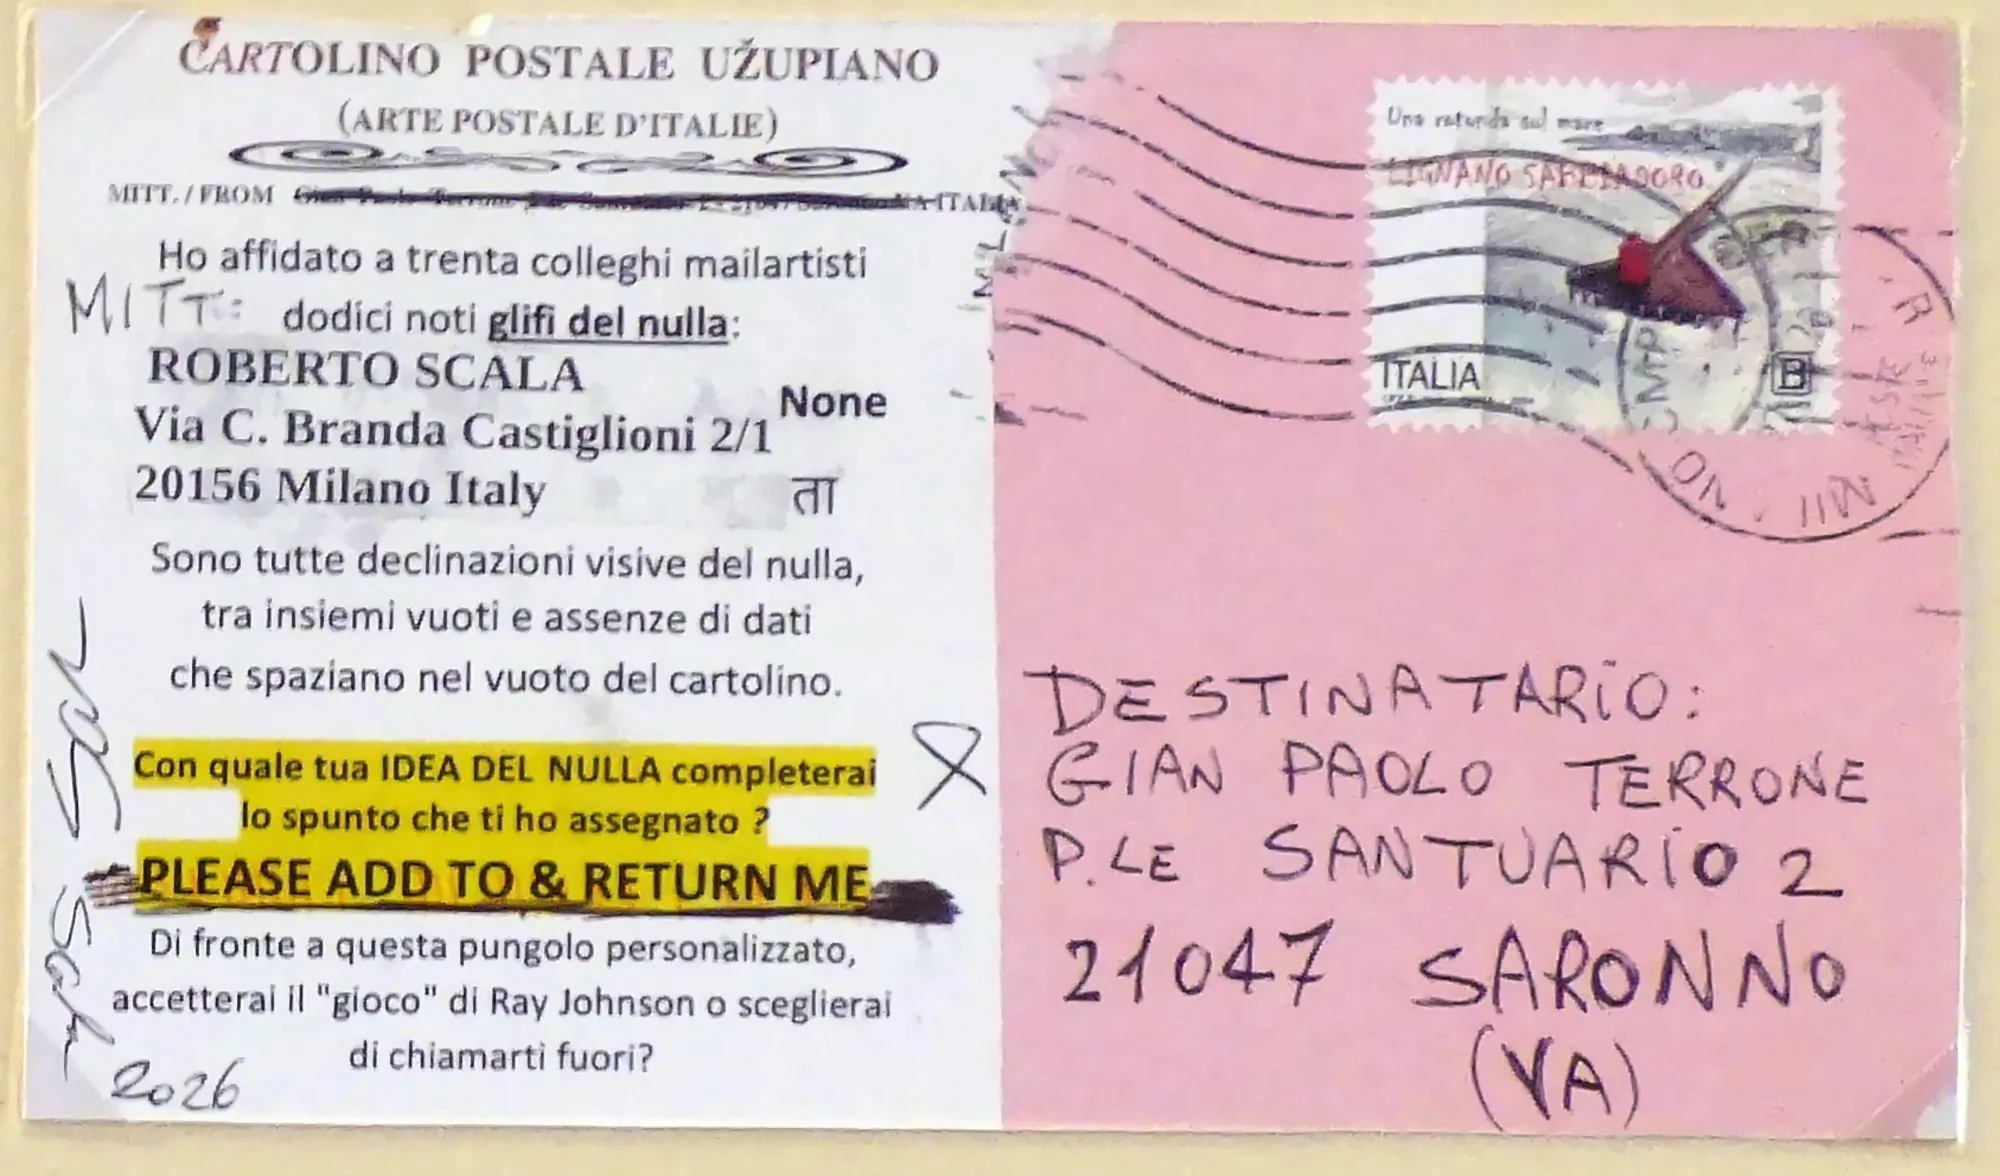 CARTOLINO POSTALE UŽUPIANO
(ARTE POSTALE D'ITALIE)
MITT. / FROM
Ho affidato a trenta colleghi mailartisti
MITT: dodici noti glifi del nulla:
ROBERTO SCALA
None
Via C. Branda Castiglioni 2/1
20156 Milano Italy
ता
Sono tutte declinazioni visive del nulla,
tra insiemi vuoti e assenze di dati
che spaziano nel vuoto del cartolino.
Con quale tua IDEA DEL NULLA completerai
lo spunto che ti ho assegnato ?
PLEASE ADD TO & RETURN ME
Di fronte a questa pungolo personalizzato,
accetterai il "gioco" di Ray Johnson o sceglierai
di chiamarti fuori?
2026
Una rotonda sul mare
LIGNANO SABBIADORO
ITALIA
B
DESTINATARIO:
GIAN PAOLO TERRONE
P.LE SANTUARIO 2
21047 SARONNO
(VA)